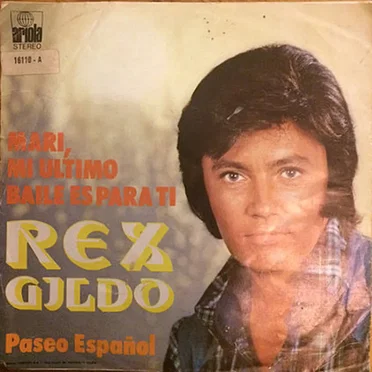 ariola
STEREO
16110 - A
MARI,
MI ULTIMO
BAILE ES PARA TI
REX
GILDO
Paseo Español